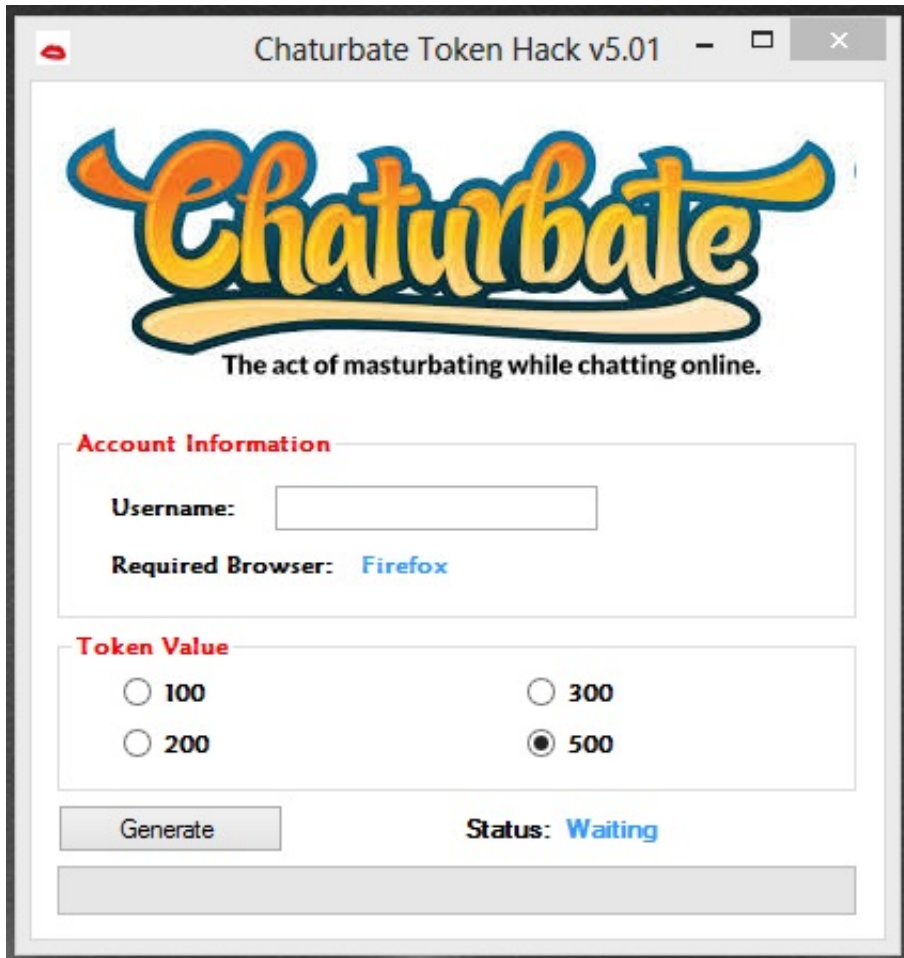 Chaturbate Token Hack v5.01
Chaturbate
The act of masturbating while chatting online.
Account Information
Username:
Required Browser: Firefox
Token Value
100 300
200 500
Generate Status: Waiting